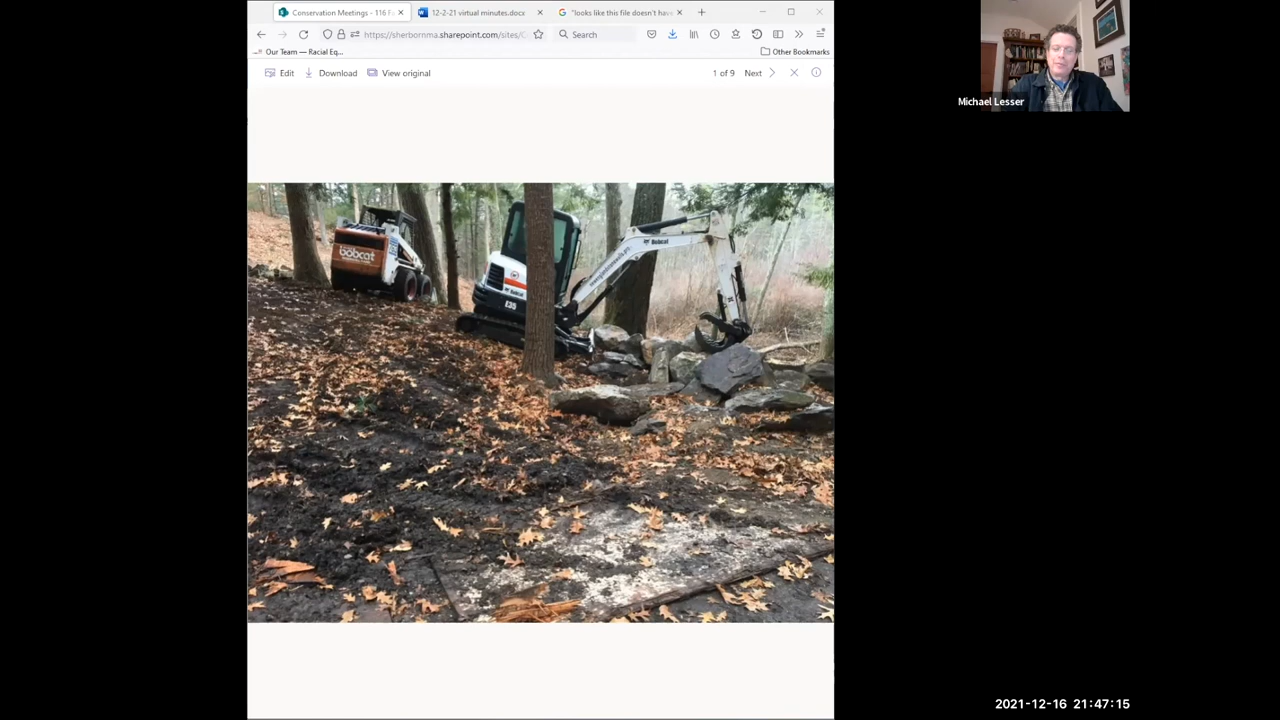 Conservation Meetings - 116 F
12-2-21 virtual minutes.docx
"looks like this file doesn't have
https://sherbornma.sharepoint.com/sites/C
Search
Our Team — Racial Eq...
Other Bookmarks
Edit
Download
View original
1 of 9
Next
Michael Lesser
bobcat
Bobcat
E35
2021-12-16 21:47:15